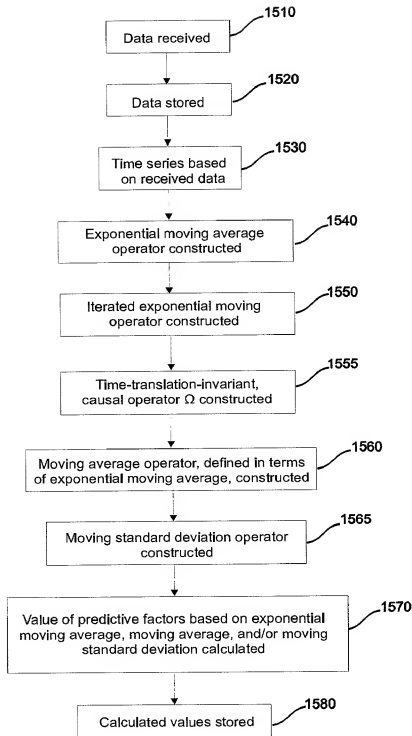 1510
Data received
1520
Data stored
1530
Time series based
on received data
1540
Exponential moving average
operator constructed
1550
Iterated exponential moving
operator constructed
1555
Time-translation-invariant,
causal operator Ω constructed
1560
Moving average operator, defined in terms
of exponential moving average, constructed
1565
Moving standard deviation operator
constructed
1570
Value of predictive factors based on exponential
moving average, moving average, and/or moving
standard deviation calculated
1580
Calculated values stored